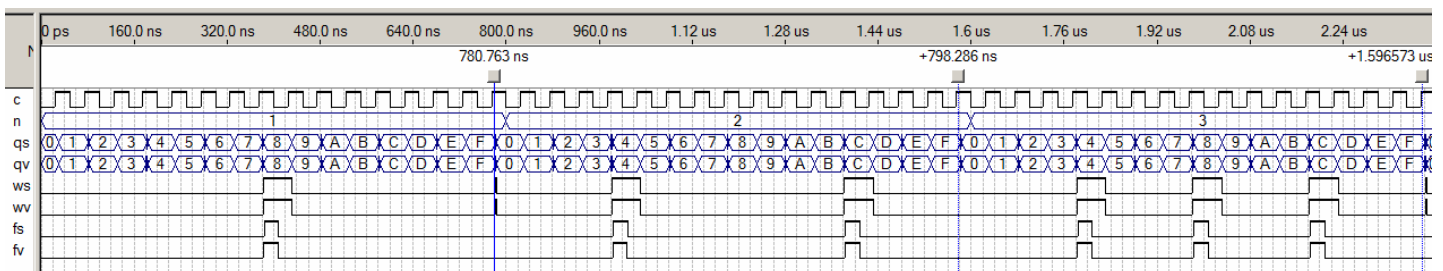 0 ps 160.0 ns 320.0 ns 480.0 ns 640.0 ns 800.0 ns 960.0 ns 1.12 us 1.28 us 1.44 us 1.6 us 1.76 us 1.92 us 2.08 us 2.24 us
780.763 ns +798.286 ns +1.596573 us
c
n 1 2 3
qs 0 1 2 3 4 5 6 7 8 9 A B C D E F 0 1 2 3 4 5 6 7 8 9 A B C D E F 0 1 2 3 4 5 6 7 8 9 A B C D E F
qv 0 1 2 3 4 5 6 7 8 9 A B C D E F 0 1 2 3 4 5 6 7 8 9 A B C D E F 0 1 2 3 4 5 6 7 8 9 A B C D E F
ws
wv
fs
fv